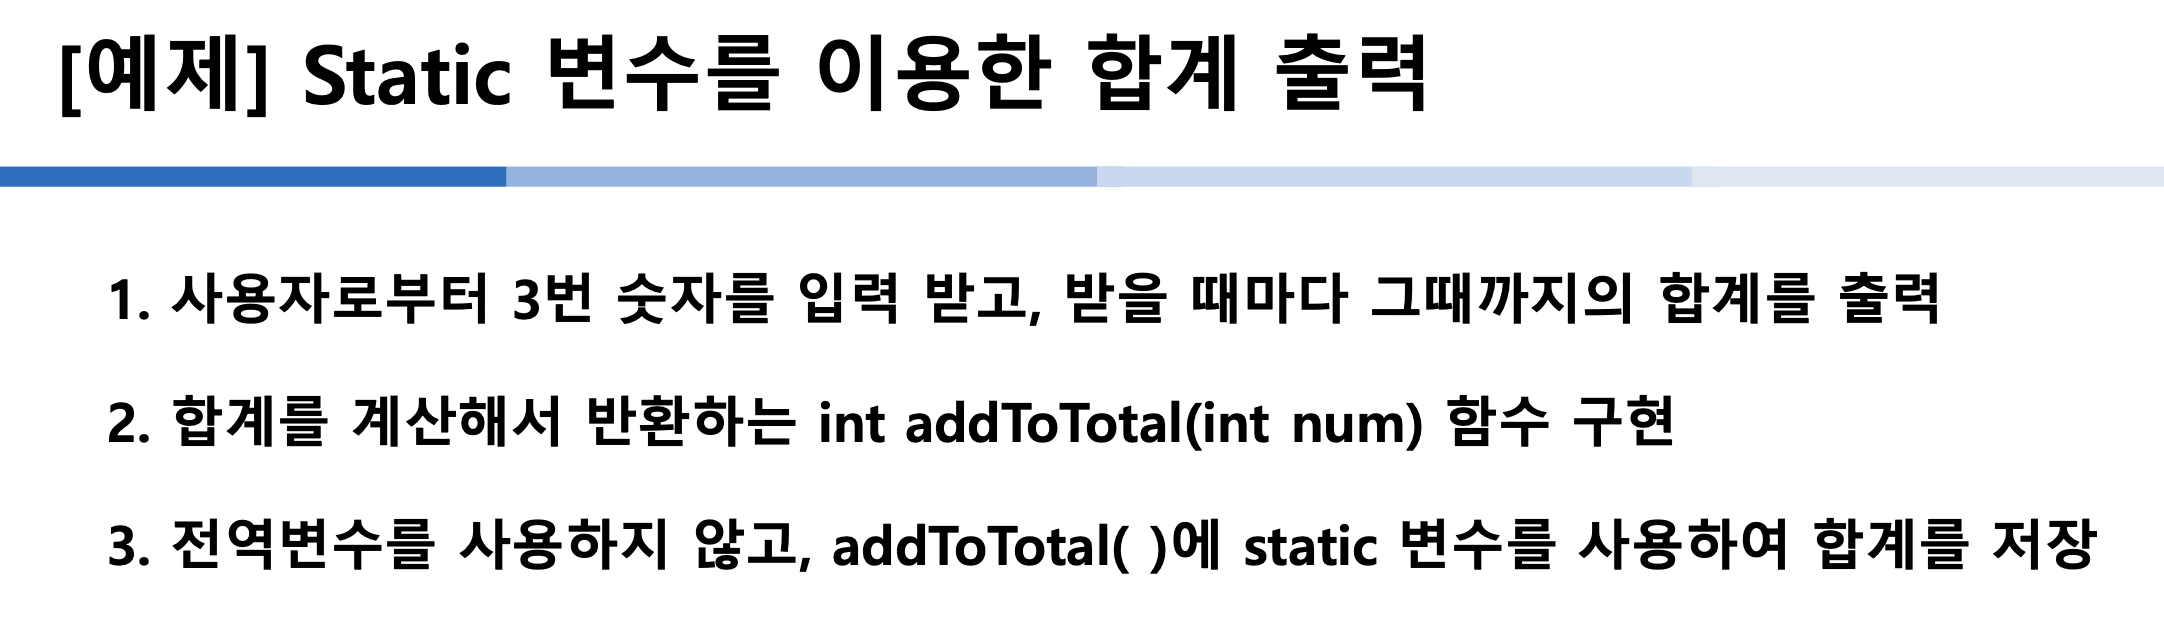 [예제] Static 변수를 이용한 합계 출력
1. 사용자로부터 3번 숫자를 입력 받고, 받을 때마다 그때까지의 합계를 출력
2. 합계를 계산해서 반환하는 int addToTotal(int num) 함수 구현
3. 전역변수를 사용하지 않고, addToTotal( )에 static 변수를 사용하여 합계를 저장